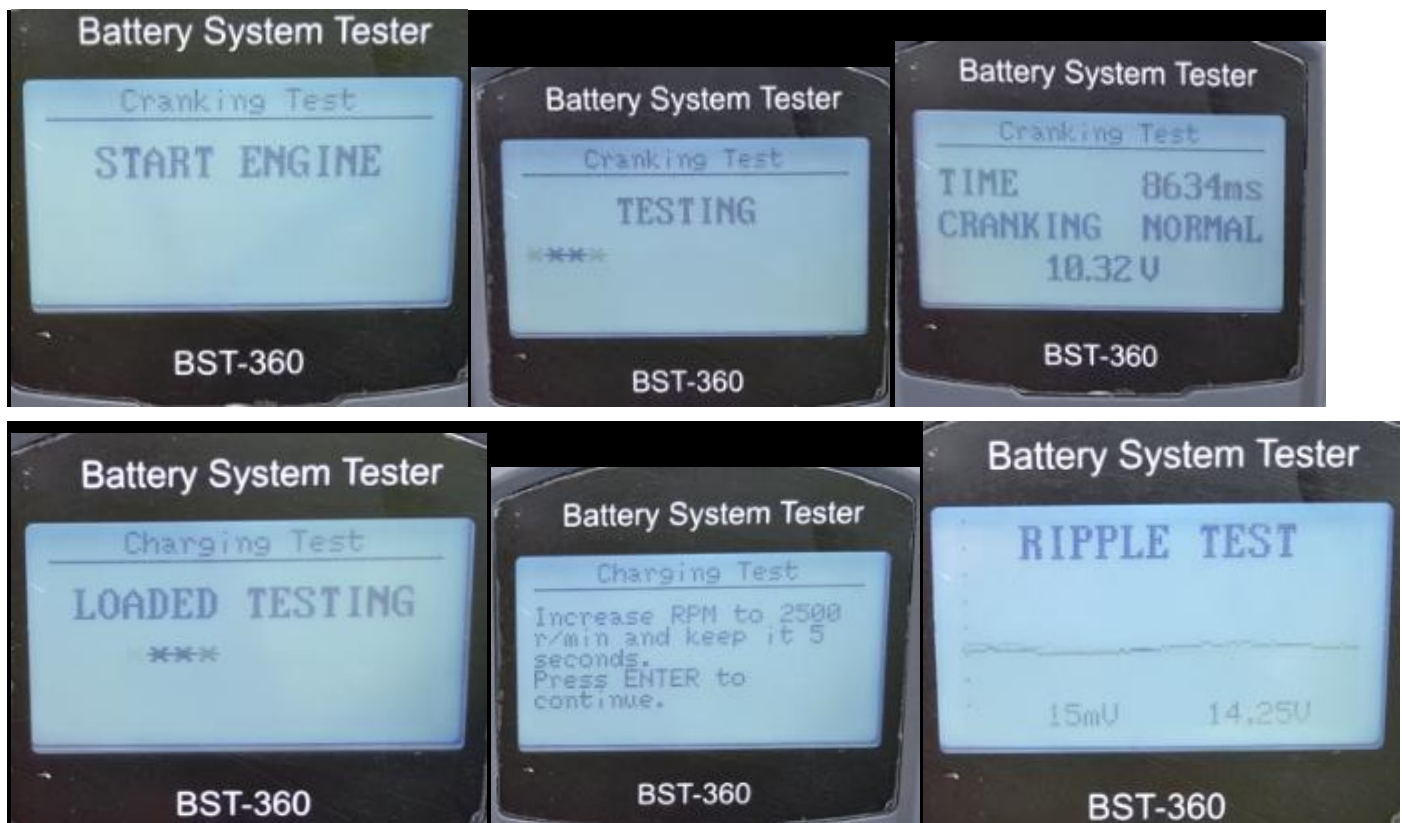 Battery System Tester
Cranking Test
START ENGINE
BST-360
Battery System Tester
Cranking Test
TESTING
BST-360
Battery System Tester
Cranking Test
TIME 8634ms
CRANKING NORMAL
10.32 V
BST-360
Battery System Tester
Charging Test
LOADED TESTING
BST-360
Battery System Tester
Charging Test
Increase RPM to 2500
r/min and keep it 5
seconds.
Press ENTER to
continue.
BST-360
Battery System Tester
RIPPLE TEST
15mV 14.25V
BST-360